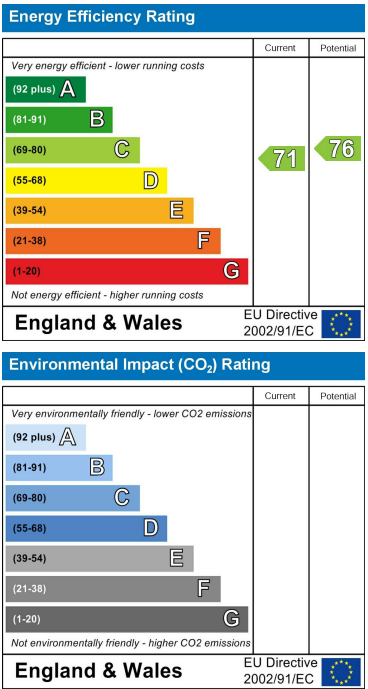 Energy Efficiency Rating
Current Potential
Very energy efficient - lower running costs
(92 plus) A
(81-91) B
(69-80) C
(55-68) D
(39-54) E
(21-38) F
(1-20) G
71
76
Not energy efficient - higher running costs
England & Wales
EU Directive
2002/91/EC
Environmental Impact (CO₂) Rating
Current Potential
Very environmentally friendly - lower CO2 emissions
(92 plus) A
(81-91) B
(69-80) C
(55-68) D
(39-54) E
(21-38) F
(1-20) G
Not environmentally friendly - higher CO2 emissions
England & Wales
EU Directive
2002/91/EC